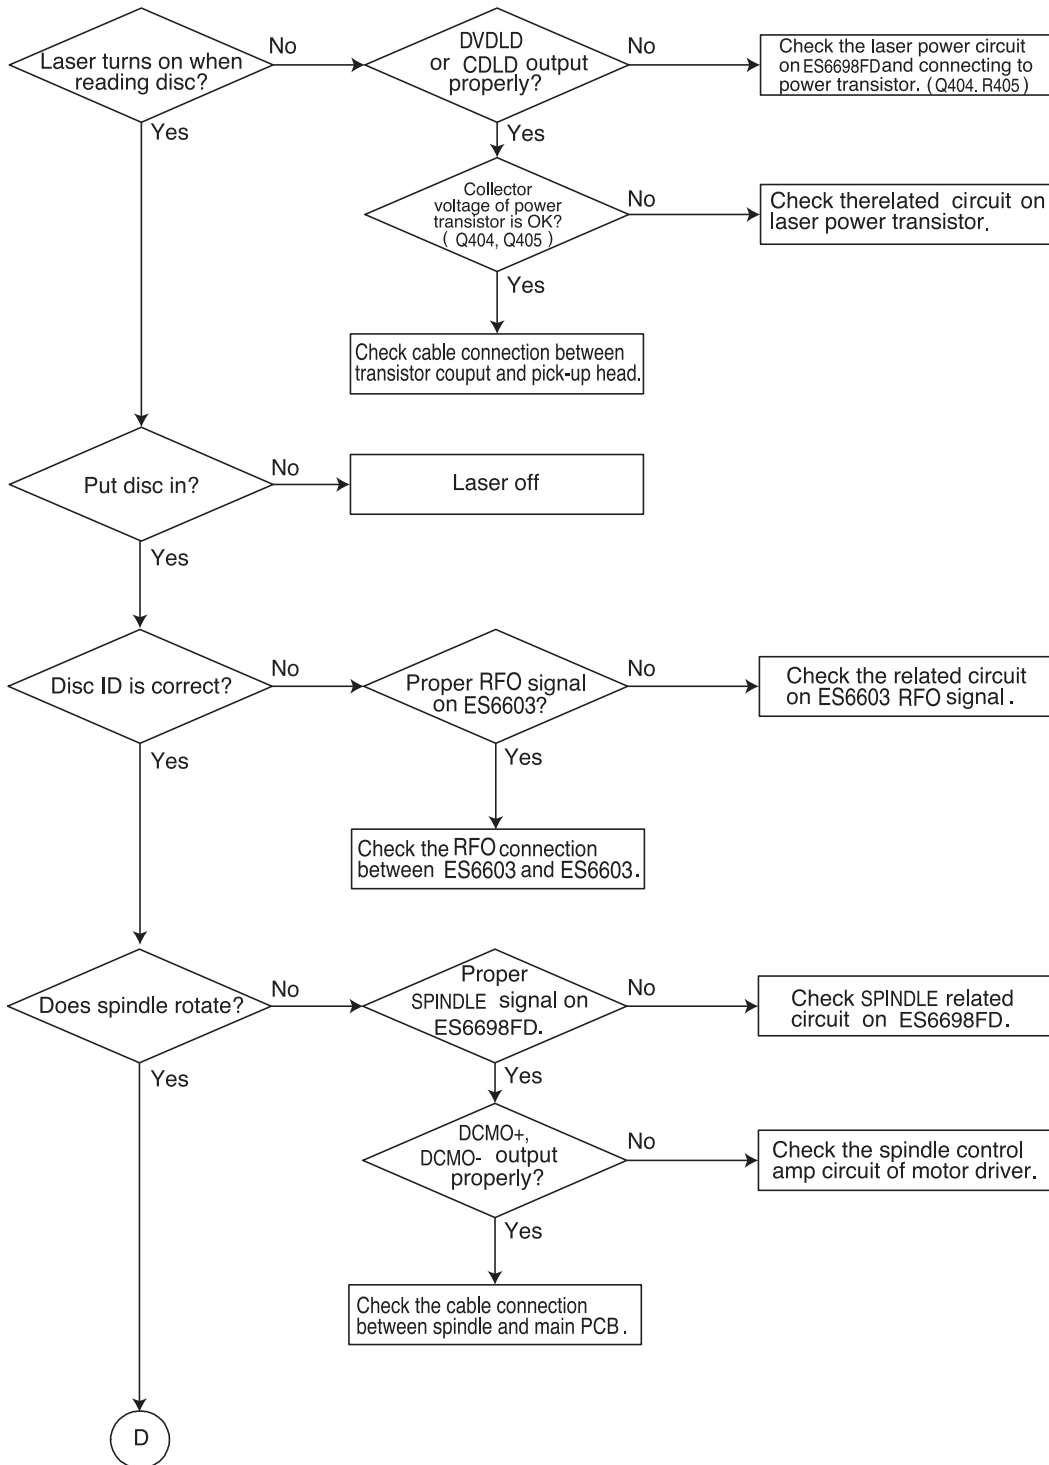 Laser turns on when
reading disc?
No
DVDLD
or CDLD output
properly?
No
Check the laser power circuit
on ES6698FD and connecting to
power transistor. (Q404. R405)
Yes
Yes
Collector
voltage of power
transistor is OK?
( Q404, Q405 )
No
Check therelated circuit on
laser power transistor.
Yes
Check cable connection between
transistor couput and pick-up head.
Put disc in?
No
Laser off
Yes
Disc ID is correct?
No
Proper RFO signal
on ES6603?
No
Check the related circuit
on ES6603 RFO signal.
Yes
Yes
Check the RFO connection
between ES6603 and ES6603.
Does spindle rotate?
No
Proper
SPINDLE signal on
ES6698FD.
No
Check SPINDLE related
circuit on ES6698FD.
Yes
Yes
DCMO+,
DCMO- output
properly?
No
Check the spindle control
amp circuit of motor driver.
Yes
Check the cable connection
between spindle and main PCB.
D